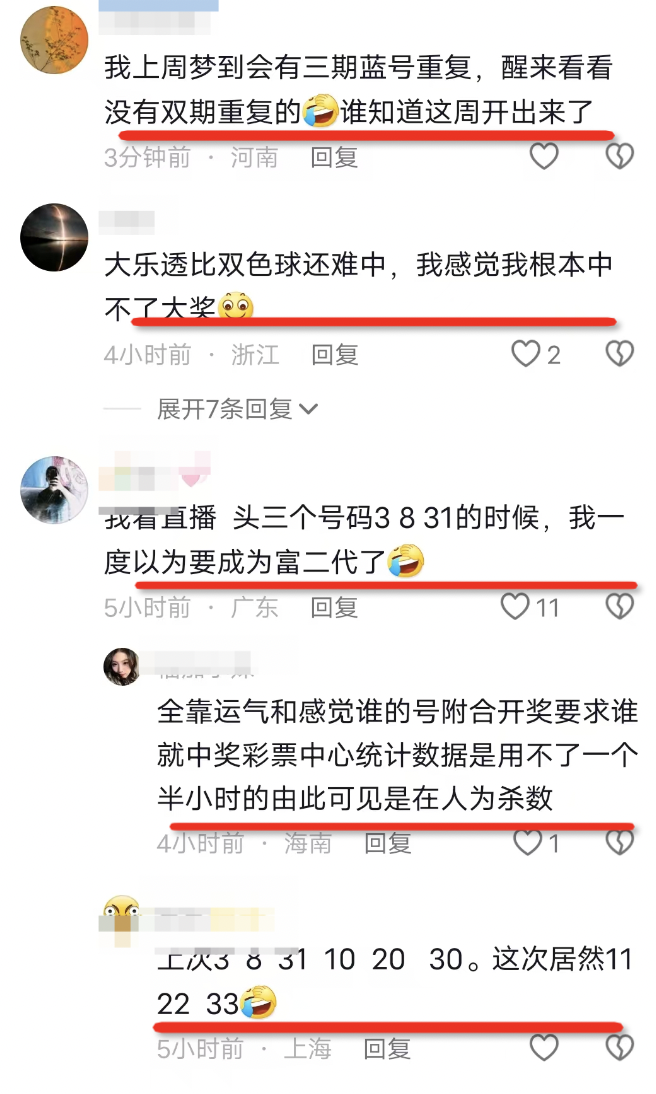 我上周梦到会有三期蓝号重复，醒来看看
没有双期重复的🤣谁知道这周开出来了
3分钟前 · 河南 回复
大乐透比双色球还难中，我感觉我根本中
不了大奖
4小时前 · 浙江 回复 2
展开7条回复
我看直播 头三个号码3 8 31的时候，我一
度以为要成为富二代了🤣
5小时前 · 广东 回复 11
全靠运气和感觉谁的号附合开奖要求谁
就中奖彩票中心统计数据是用不了一个
半小时的由此可见是在人为杀数
4小时前 · 海南 回复 1
上次3 8 31 10 20 30。这次居然11
22 33🤣
5小时前 · 上海 回复